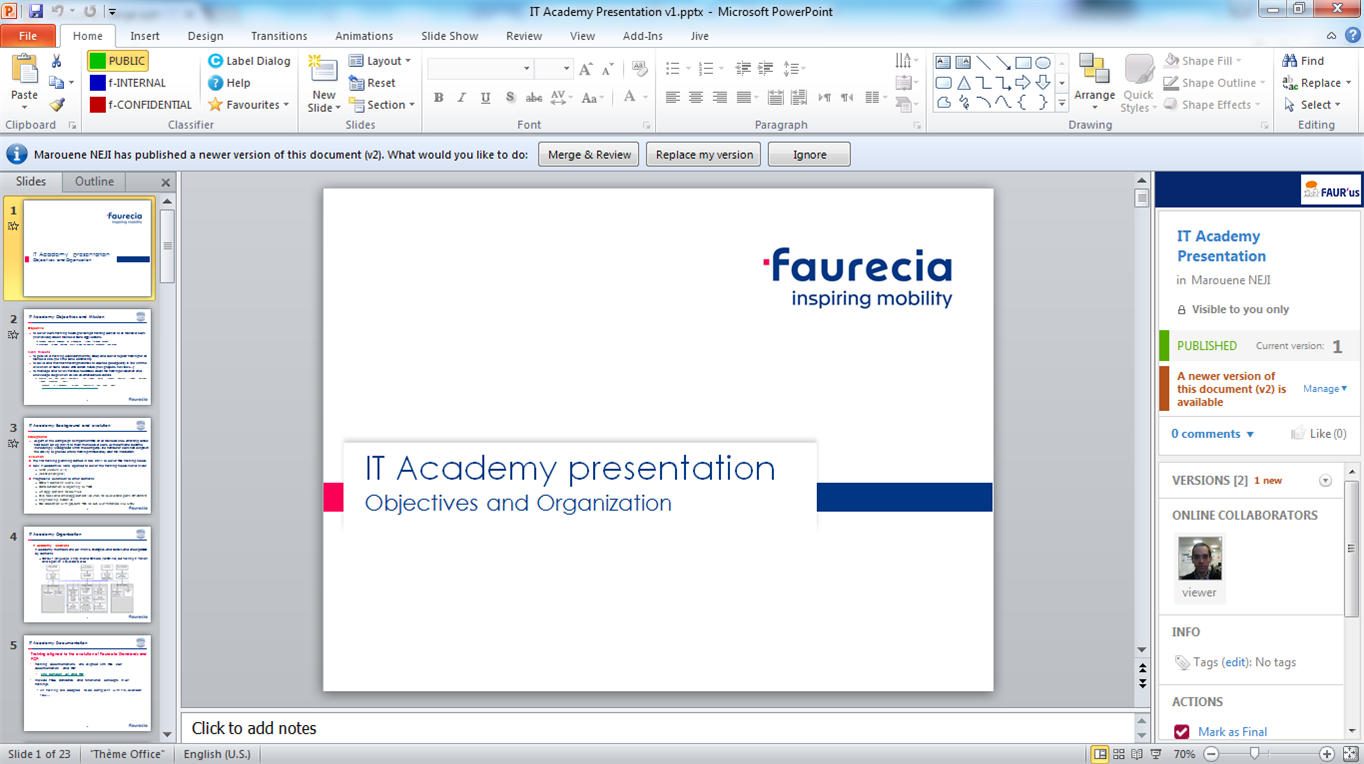 IT Academy Presentation v1.pptx - Microsoft PowerPoint
File Home Insert Design Transitions Animations Slide Show Review View Add-Ins Jive
Paste
PUBLIC
f-INTERNAL
f-CONFIDENTIAL
Label Dialog
Help
Favourites
New
Slide
Layout
Reset
Section
Arrange
Quick
Styles
Shape Fill
Shape Outline
Shape Effects
Find
Replace
Select
Clipboard Classifier Slides Font Paragraph Drawing Editing
Marouene NEJI has published a newer version of this document (v2). What would you like to do: Merge & Review Replace my version Ignore
Slides Outline
1
faurecia
inspiring mobility
IT Academy presentation
Objectives and Organization
2
IT Academy Objectives and Mission
3
IT Academy Background and evolution
4
IT Academy Organization
5
IT Academy Documentation
faurecia
inspiring mobility
IT Academy presentation
Objectives and Organization
Click to add notes
FAUR'us
IT Academy
Presentation
in Marouene NEJI
Visible to you only
PUBLISHED Current version: 1
A newer version of
this document (v2) is
available
Manage
0 comments Like (0)
VERSIONS [2] 1 new
ONLINE COLLABORATORS
viewer
INFO
Tags (edit): No tags
ACTIONS
Mark as Final
Slide 1 of 23 "Thème Office" English (U.S.) 70%